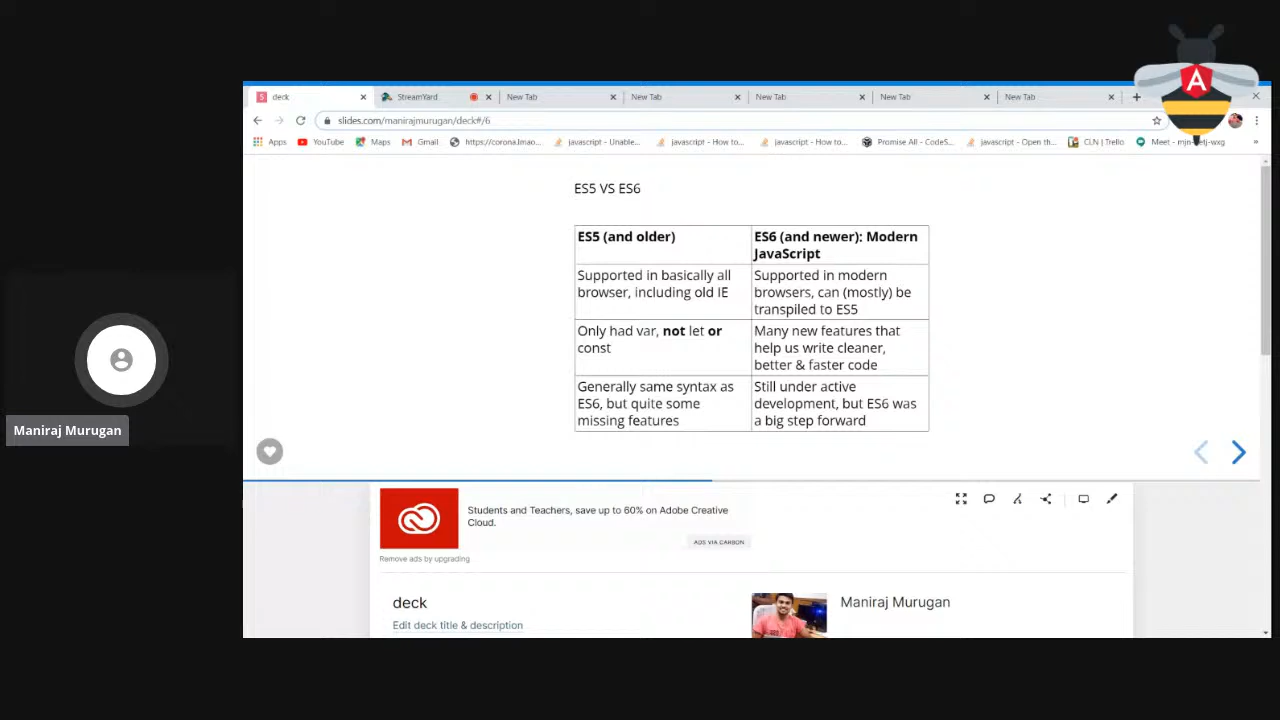 deck
StreamYard
New Tab
New Tab
New Tab
New Tab
New Tab
A
slides.com/manirajmurugan/deck#/6
Apps
YouTube
Maps
Gmail
https://corona.lmao...
javascript - Unable...
javascript - How to...
javascript - How to...
Promise All - CodeS...
javascript - Open th...
CLN | Trello
ES5 VS ES6
ES5 (and older)
ES6 (and newer): Modern
JavaScript
Supported in basically all
browser, including old IE
Supported in modern
browsers, can (mostly) be
transpiled to ES5
Only had var, not let or
const
Many new features that
help us write cleaner,
better & faster code
Generally same syntax as
ES6, but quite some
missing features
Still under active
development, but ES6 was
a big step forward
Maniraj Murugan
Students and Teachers, save up to 60% on Adobe Creative
Cloud.
ADS VIA CARBON
Remove ads by upgrading
deck
Edit deck title & description
Maniraj Murugan